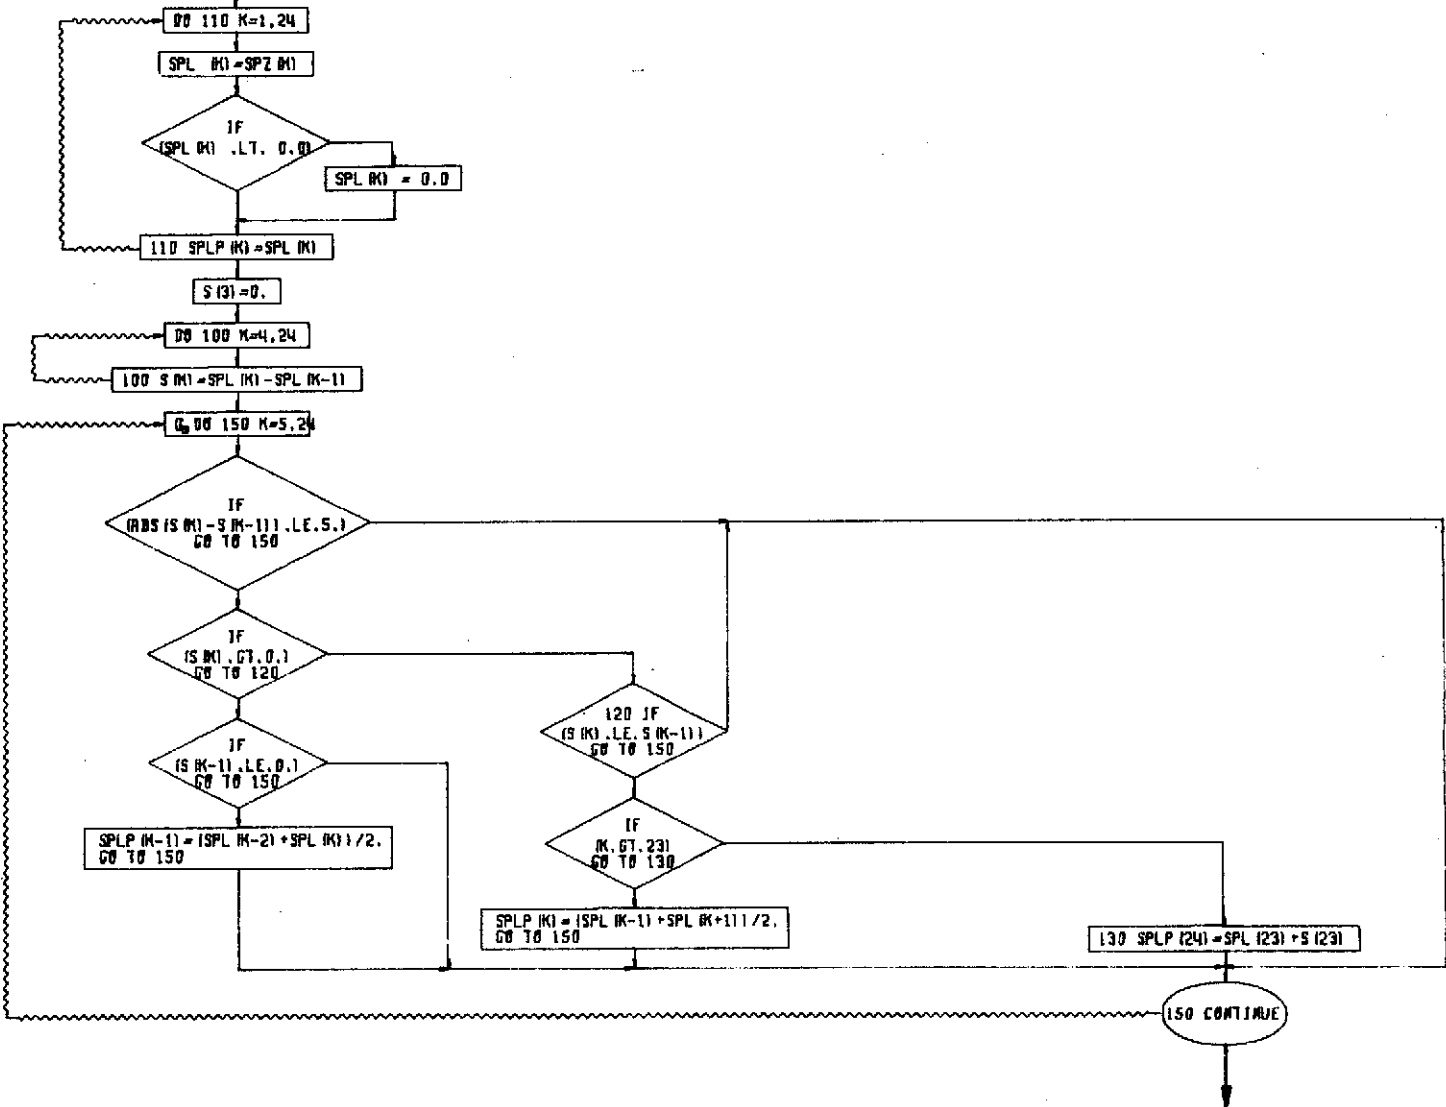 DO 110 K=1,24
SPL (K)=SPZ(K)
IF
(SPL(K) .LT. 0.0)
SPL(K) = 0.0
110 SPLP(K)=SPL(K)
S(3)=0.
DO 100 K=4,24
100 S(K)=SPL(K)-SPL(K-1)
DO 150 K=5,24
IF
(ABS(S(K)-S(K-1)).LE.5.)
GO TO 150
IF
(S(K).GT.0.)
GO TO 120
120 IF
(S(K).LE.S(K-1))
GO TO 150
IF
(S(K-1).LE.0.)
GO TO 150
SPLP(K-1)=(SPL(K-2)+SPL(K))/2.
GO TO 150
IF
(K.GT.23)
GO TO 130
SPLP(K)=(SPL(K-1)+SPL(K+1))/2.
GO TO 150
130 SPLP(24)=SPL(23)+S(23)
150 CONTINUE